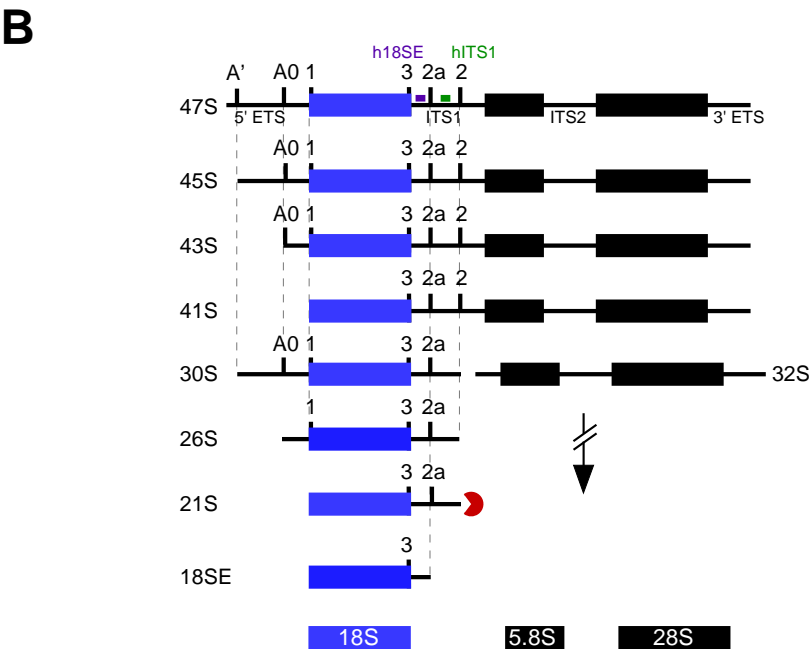 B
h18SE hITS1
A' A0 1 3 2a 2
47S
5' ETS ITS1 ITS2 3' ETS
A0 1 3 2a 2
45S
A0 1 3 2a 2
43S
3 2a 2
41S
A0 1 3 2a
30S 32S
1 3 2a
26S
3 2a
21S
3
18SE
18S 5.8S 28S